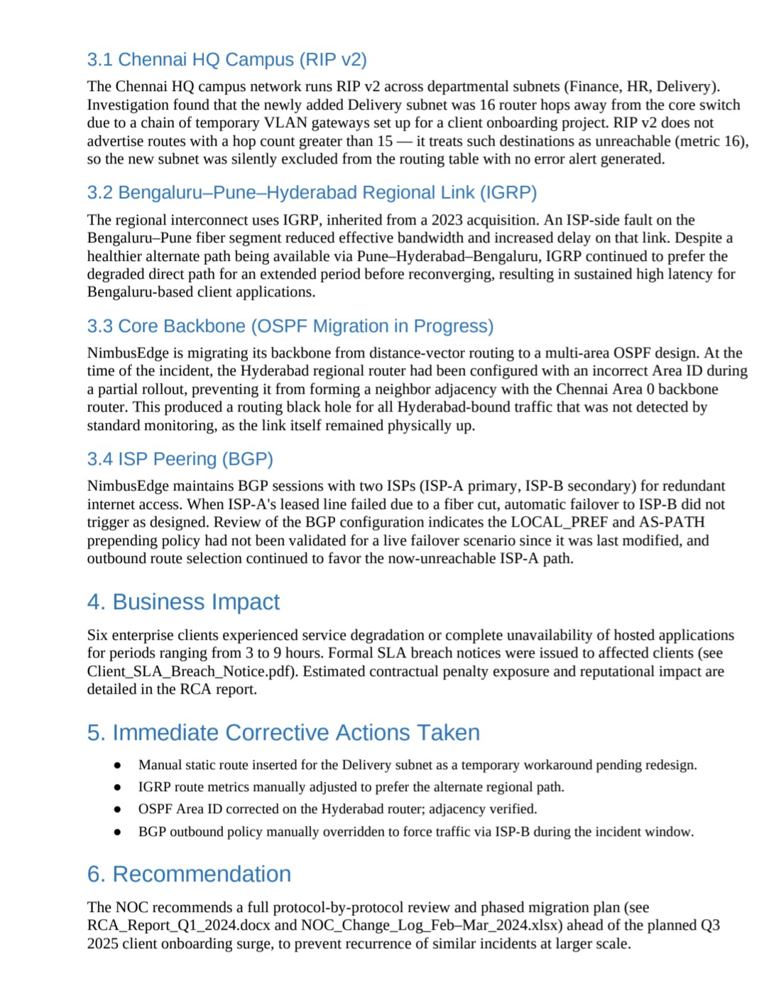 3.1 Chennai HQ Campus (RIP v2)
The Chennai HQ campus network runs RIP v2 across departmental subnets (Finance, HR, Delivery).
Investigation found that the newly added Delivery subnet was 16 router hops away from the core switch
due to a chain of temporary VLAN gateways set up for a client onboarding project. RIP v2 does not
advertise routes with a hop count greater than 15 — it treats such destinations as unreachable (metric 16),
so the new subnet was silently excluded from the routing table with no error alert generated.
3.2 Bengaluru–Pune–Hyderabad Regional Link (IGRP)
The regional interconnect uses IGRP, inherited from a 2023 acquisition. An ISP-side fault on the
Bengaluru–Pune fiber segment reduced effective bandwidth and increased delay on that link. Despite a
healthier alternate path being available via Pune–Hyderabad–Bengaluru, IGRP continued to prefer the
degraded direct path for an extended period before reconverging, resulting in sustained high latency for
Bengaluru-based client applications.
3.3 Core Backbone (OSPF Migration in Progress)
NimbusEdge is migrating its backbone from distance-vector routing to a multi-area OSPF design. At the
time of the incident, the Hyderabad regional router had been configured with an incorrect Area ID during
a partial rollout, preventing it from forming a neighbor adjacency with the Chennai Area 0 backbone
router. This produced a routing black hole for all Hyderabad-bound traffic that was not detected by
standard monitoring, as the link itself remained physically up.
3.4 ISP Peering (BGP)
NimbusEdge maintains BGP sessions with two ISPs (ISP-A primary, ISP-B secondary) for redundant
internet access. When ISP-A's leased line failed due to a fiber cut, automatic failover to ISP-B did not
trigger as designed. Review of the BGP configuration indicates the LOCAL_PREF and AS-PATH
prepending policy had not been validated for a live failover scenario since it was last modified, and
outbound route selection continued to favor the now-unreachable ISP-A path.
4. Business Impact
Six enterprise clients experienced service degradation or complete unavailability of hosted applications
for periods ranging from 3 to 9 hours. Formal SLA breach notices were issued to affected clients (see
Client_SLA_Breach_Notice.pdf). Estimated contractual penalty exposure and reputational impact are
detailed in the RCA report.
5. Immediate Corrective Actions Taken
● Manual static route inserted for the Delivery subnet as a temporary workaround pending redesign.
● IGRP route metrics manually adjusted to prefer the alternate regional path.
● OSPF Area ID corrected on the Hyderabad router; adjacency verified.
● BGP outbound policy manually overridden to force traffic via ISP-B during the incident window.
6. Recommendation
The NOC recommends a full protocol-by-protocol review and phased migration plan (see
RCA_Report_Q1_2024.docx and NOC_Change_Log_Feb–Mar_2024.xlsx) ahead of the planned Q3
2025 client onboarding surge, to prevent recurrence of similar incidents at larger scale.